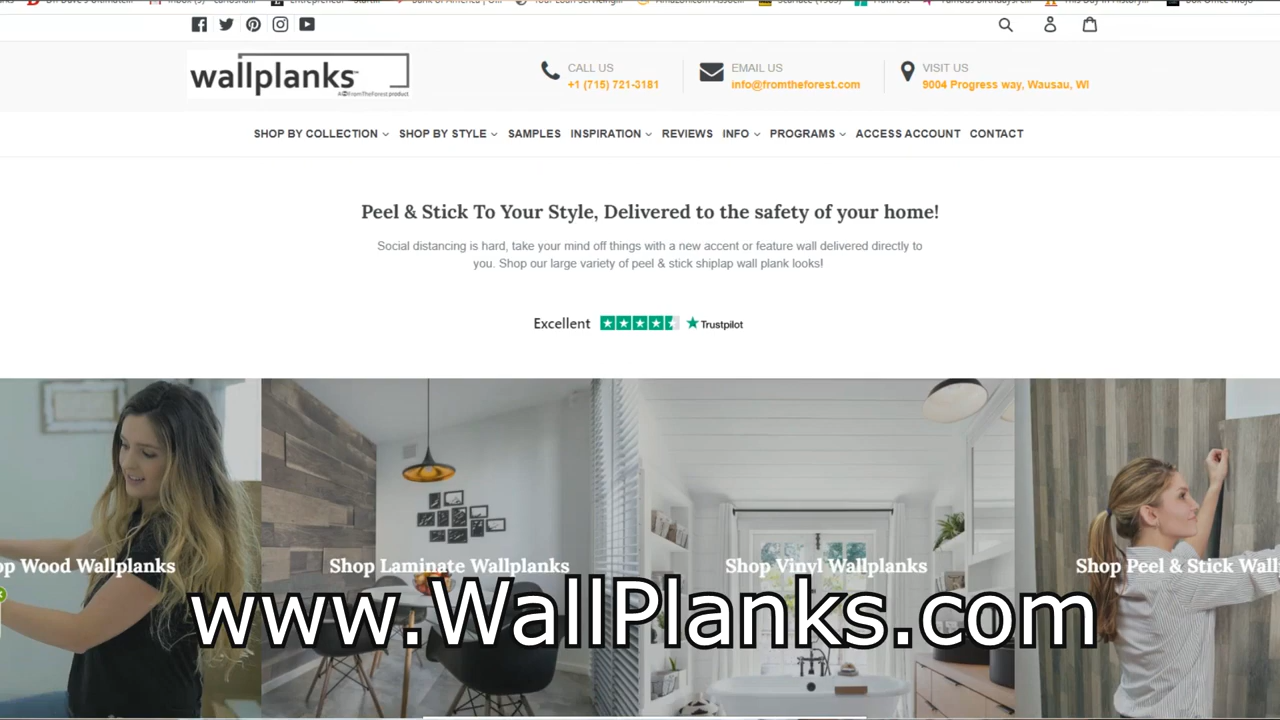 wallplanks
A FromTheForest product
CALL US
+1 (715) 721-3181
EMAIL US
info@fromtheforest.com
VISIT US
9004 Progress way, Wausau, WI
SHOP BY COLLECTION SHOP BY STYLE SAMPLES INSPIRATION REVIEWS INFO PROGRAMS ACCESS ACCOUNT CONTACT
Peel & Stick To Your Style, Delivered to the safety of your home!
Social distancing is hard, take your mind off things with a new accent or feature wall delivered directly to
you. Shop our large variety of peel & stick shiplap wall plank looks!
Excellent Trustpilot
op Wood Wallplanks
Shop Laminate Wallplanks
Shop Vinyl Wallplanks
Shop Peel & Stick Wallp
www.WallPlanks.com